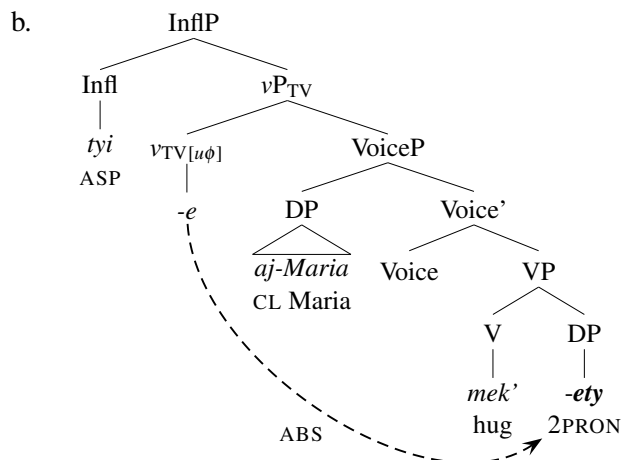 b. InflP
Infl vP_TV
tyi v_TV[uϕ] VoiceP
ASP
-e DP Voice’
aj-Maria Voice VP
CL Maria
V DP
mek’ -ety
ABS hug 2PRON